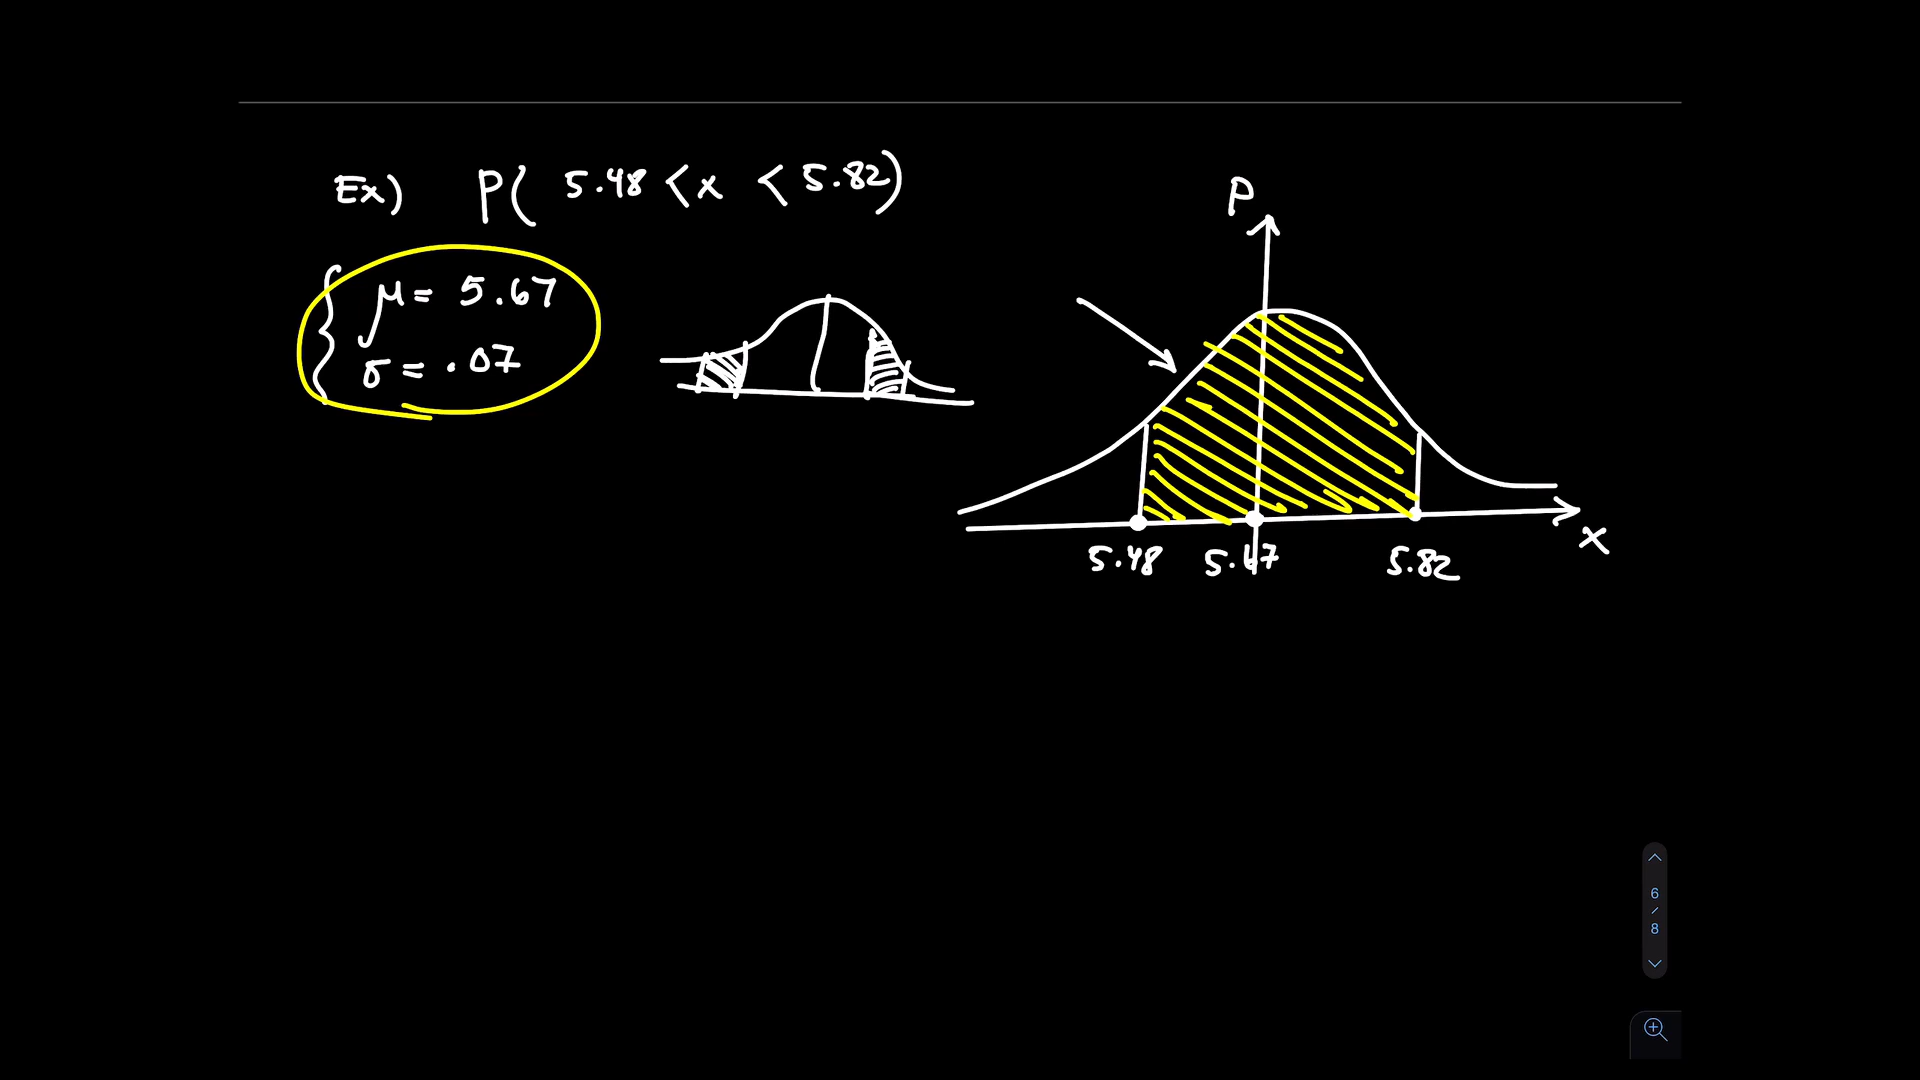 Ex) P( 5.48 < x < 5.82)
μ = 5.67
σ = .07
P
5.48 5.67 5.82
x
6
/
8